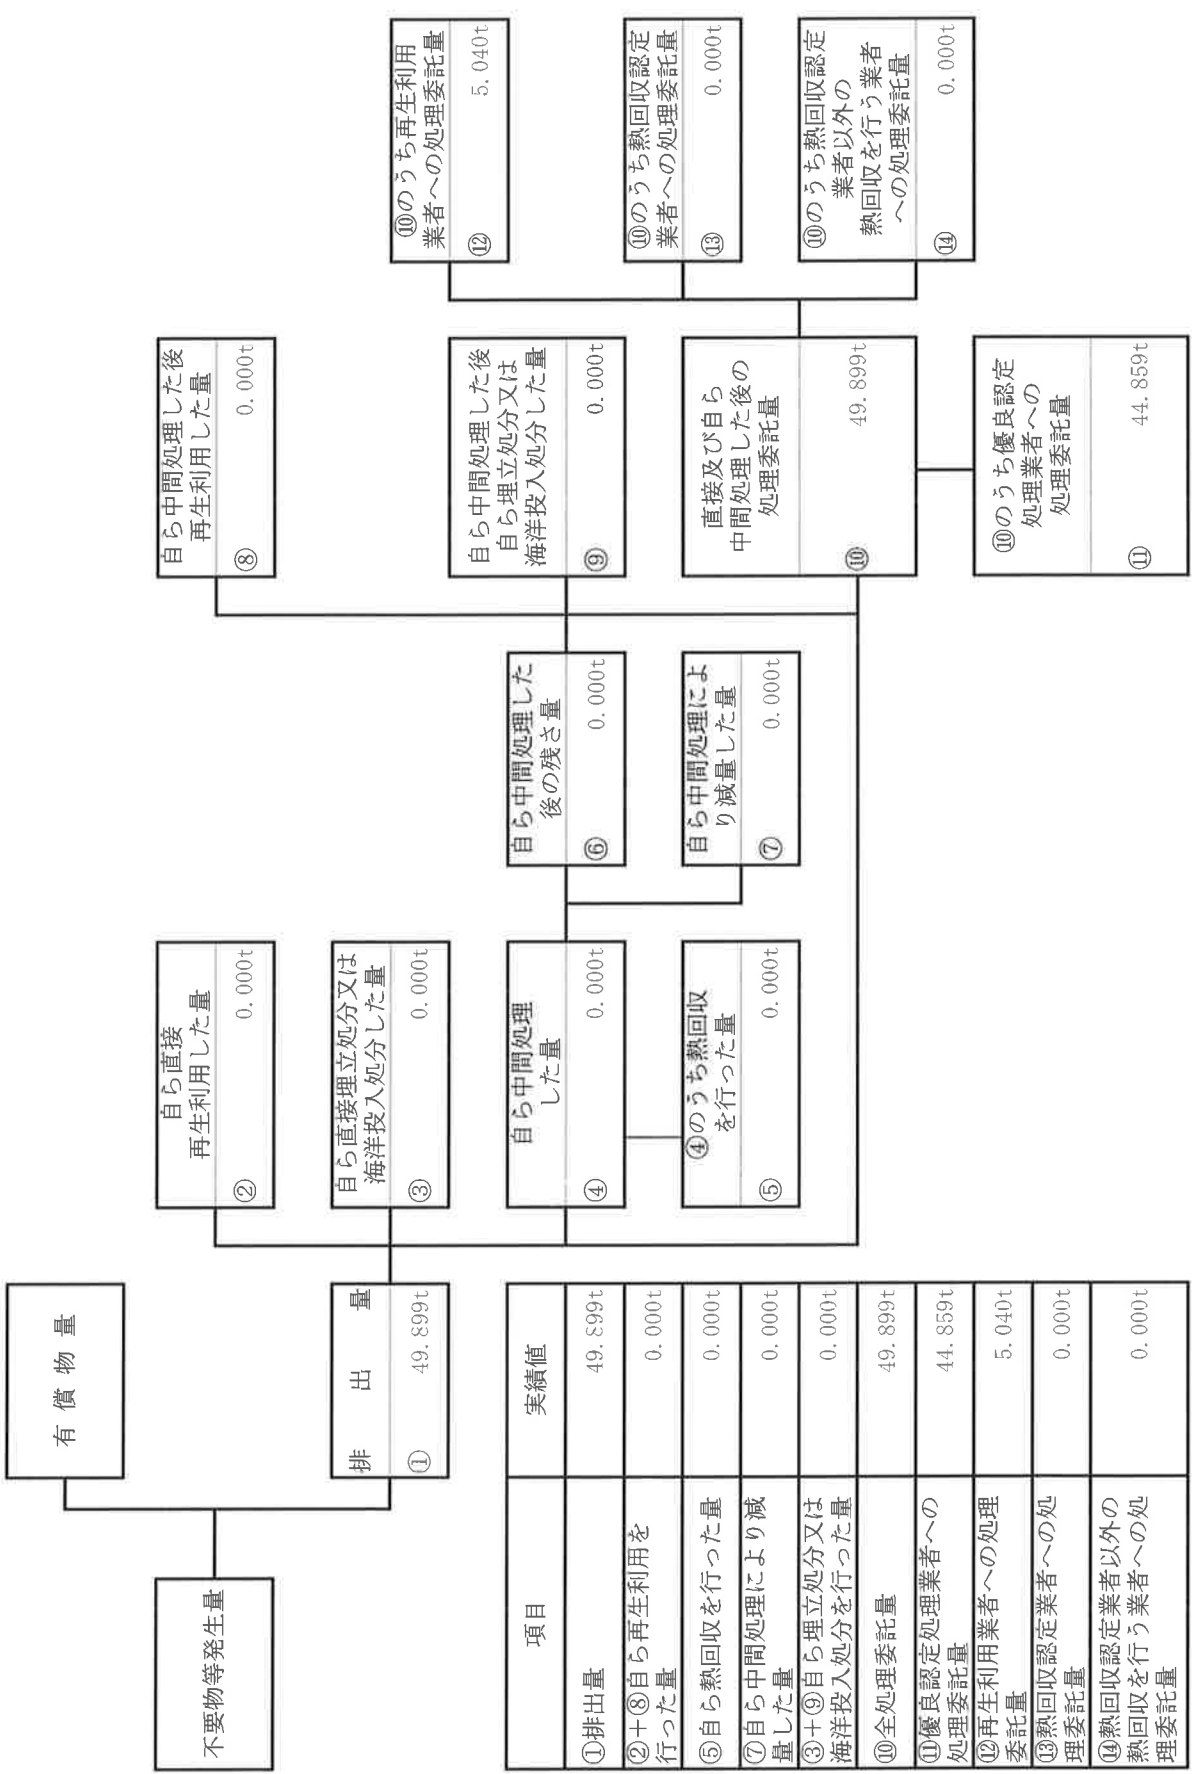 不要物等発生量
有償物量
排出量
① 49.899t
自ら直接
再生利用した量
② 0.000t
自ら直接埋立処分又は
海洋投入処分した量
③ 0.000t
自ら中間処理
した量
④ 0.000t
④のうち熱回収
を行った量
⑤ 0.000t
自ら中間処理した
後の残さ量
⑥ 0.000t
自ら中間処理によ
り減量した量
⑦ 0.000t
自ら中間処理した後
再生利用した量
⑧ 0.000t
自ら中間処理した後
自ら埋立処分又は
海洋投入処分した量
⑨ 0.000t
直接及び自ら
中間処理した後の
処理委託量
⑩ 49.899t
⑩のうち優良認定
処理業者への
処理委託量
⑪ 44.859t
⑩のうち再生利用
業者への処理委託量
⑫ 5.040t
⑩のうち熱回収認定
業者への処理委託量
⑬ 0.000t
⑩のうち熱回収認定
業者以外の
熱回収を行う業者
への処理委託量
⑭ 0.000t
項目 実績値
①排出量 49.899t
②+⑧自ら再生利用を
行った量 0.000t
⑤自ら熱回収を行った量 0.000t
⑦自ら中間処理により減
量した量 0.000t
③+⑨自ら埋立処分又は
海洋投入処分を行った量 0.000t
⑩全処理委託量 49.899t
⑪優良認定処理業者への
処理委託量 44.859t
⑫再生利用業者への処理
委託量 5.040t
⑬熱回収認定業者への処
理委託量 0.000t
⑭熱回収認定業者以外の
熱回収を行う業者への処
理委託量 0.000t